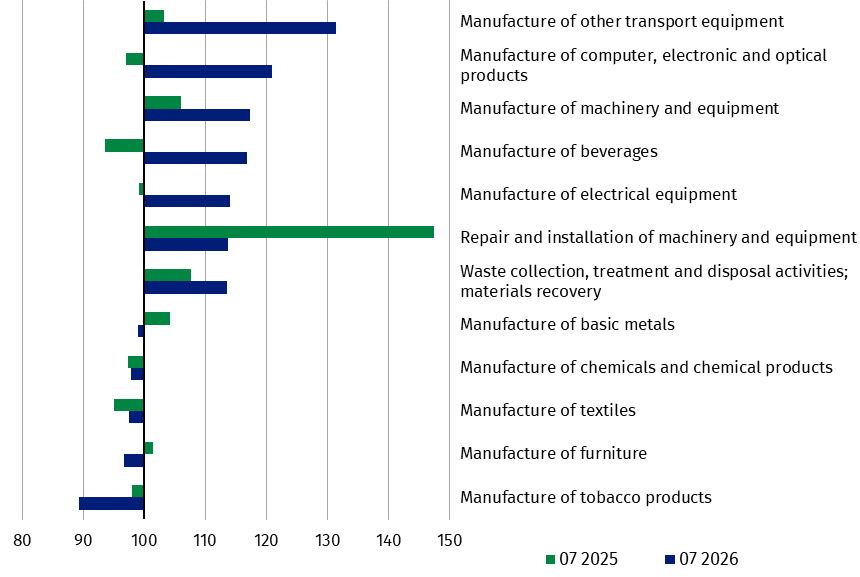 Manufacture of other transport equipment
Manufacture of computer, electronic and optical
products
Manufacture of machinery and equipment
Manufacture of beverages
Manufacture of electrical equipment
Repair and installation of machinery and equipment
Waste collection, treatment and disposal activities;
materials recovery
Manufacture of basic metals
Manufacture of chemicals and chemical products
Manufacture of textiles
Manufacture of furniture
Manufacture of tobacco products
80 90 100 110 120 130 140 150
07 2025 07 2026